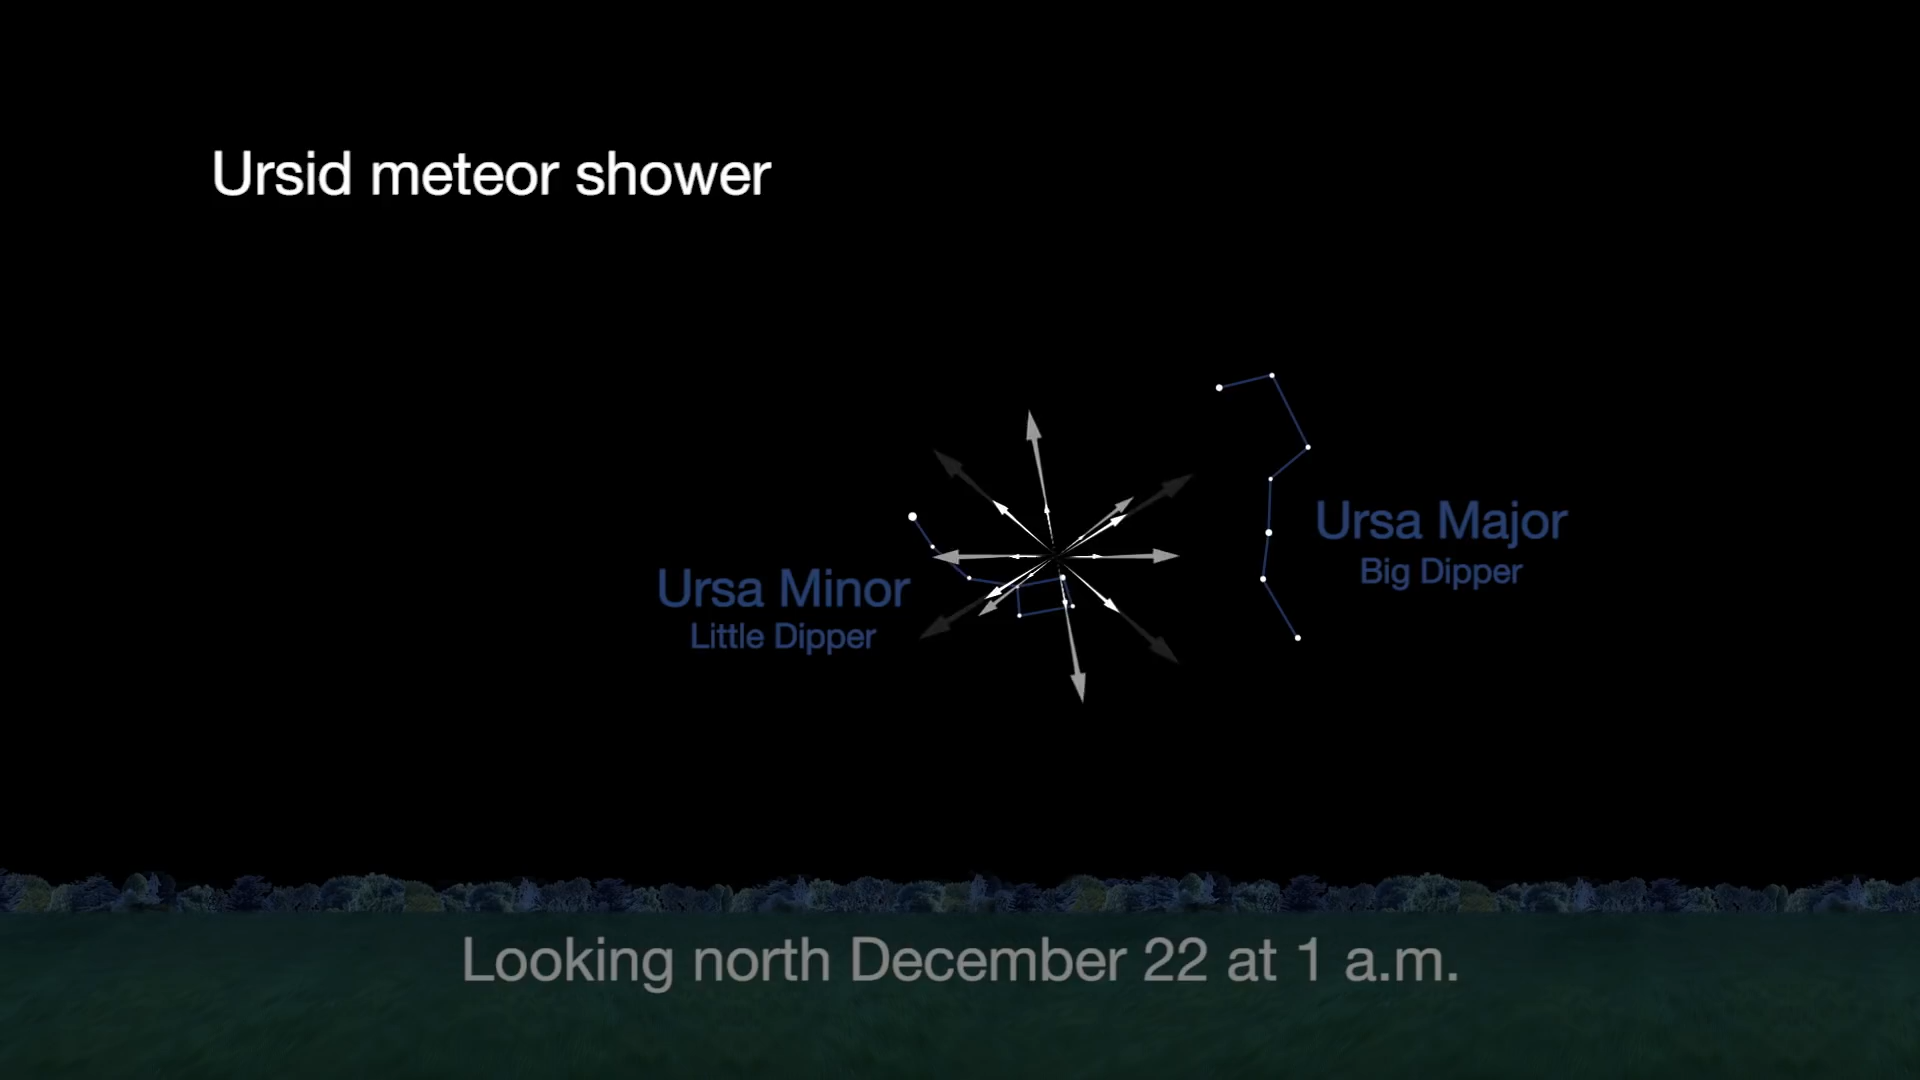 Ursid meteor shower
Ursa Major
Big Dipper
Ursa Minor
Little Dipper
Looking north December 22 at 1 a.m.